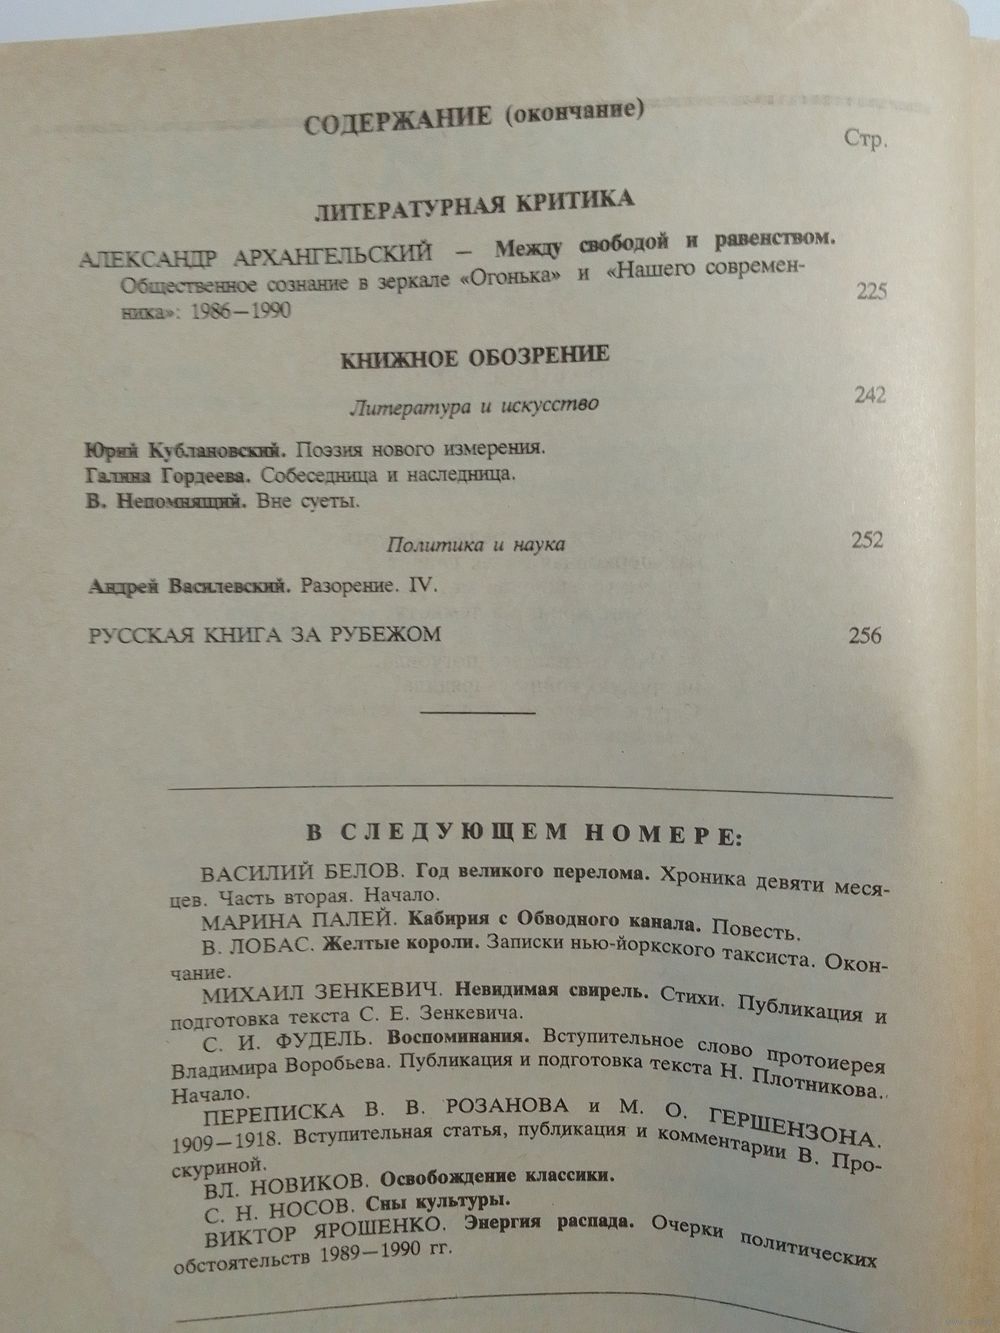 СОДЕРЖАНИЕ (окончание)
Стр.
ЛИТЕРАТУРНАЯ КРИТИКА
АЛЕКСАНДР АРХАНГЕЛЬСКИЙ — Между свободой и равенством.
Общественное сознание в зеркале «Огонька» и «Нашего современ-
ника»: 1986—1990 225
КНИЖНОЕ ОБОЗРЕНИЕ
Литература и искусство 242
Юрий Кублановский. Поэзия нового измерения.
Галина Гордеева. Собеседница и наследница.
В. Непомнящий. Вне суеты.
Политика и наука 252
Андрей Василевский. Разорение. IV.
РУССКАЯ КНИГА ЗА РУБЕЖОМ 256
В СЛЕДУЮЩЕМ НОМЕРЕ:
ВАСИЛИЙ БЕЛОВ. Год великого перелома. Хроника девяти меся-
цев. Часть вторая. Начало.
МАРИНА ПАЛЕЙ. Кабирия с Обводного канала. Повесть.
В. ЛОБАС. Желтые короли. Записки нью-йоркского таксиста. Окон-
чание.
МИХАИЛ ЗЕНКЕВИЧ. Невидимая свирель. Стихи. Публикация и
подготовка текста С. Е. Зенкевича.
С. И. ФУДЕЛЬ. Воспоминания. Вступительное слово протоиерея
Владимира Воробьева. Публикация и подготовка текста Н. Плотникова.
Начало.
ПЕРЕПИСКА В. В. РОЗАНОВА и М. О. ГЕРШЕНЗОНА.
1909—1918. Вступительная статья, публикация и комментарии В. Про-
скуриной.
ВЛ. НОВИКОВ. Освобождение классики.
С. Н. НОСОВ. Сны культуры.
ВИКТОР ЯРОШЕНКО. Энергия распада. Очерки политических
обстоятельств 1989—1990 гг.